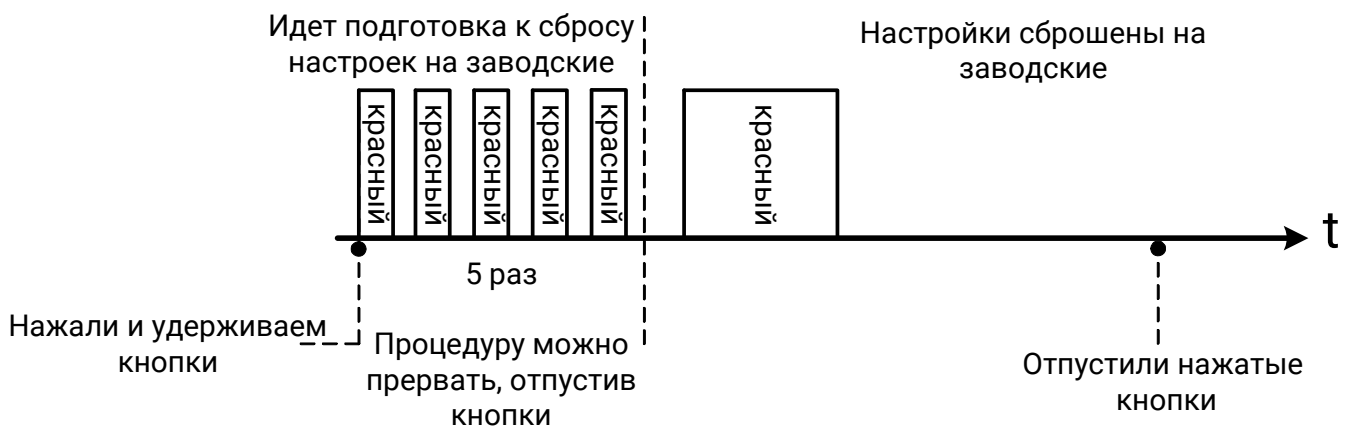 Идет подготовка к сбросу
настроек на заводские
Настройки сброшены на
заводские
красный
красный
красный
красный
красный
красный
t
5 раз
Нажали и удерживаем
кнопки
Процедуру можно
прервать, отпустив
кнопки
Отпустили нажатые
кнопки